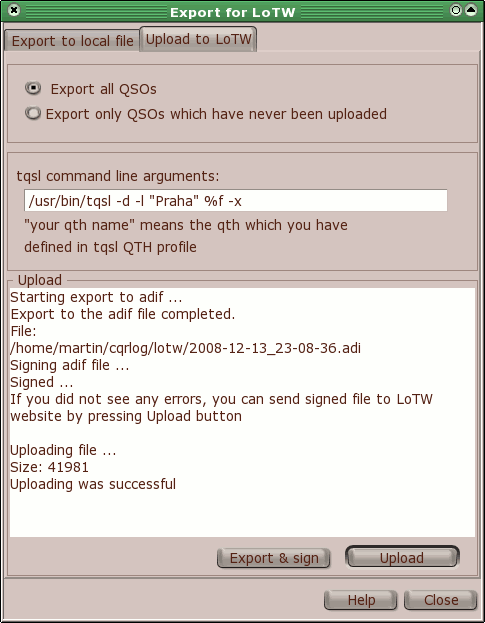 Export for LoTW
Export to local file
Upload to LoTW
Export all QSOs
Export only QSOs which have never been uploaded
tqsl command line arguments:
/usr/bin/tqsl -d -l "Praha" %f -x
"your qth name" means the qth which you have
defined in tqsl QTH profile
Upload
Starting export to adif ...
Export to the adif file completed.
File:
/home/martin/cqrlog/lotw/2008-12-13_23-08-36.adi
Signing adif file ...
Signed ...
If you did not see any errors, you can send signed file to LoTW
website by pressing Upload button
Uploading file ...
Size: 41981
Uploading was successful
Export & sign
Upload
Help
Close